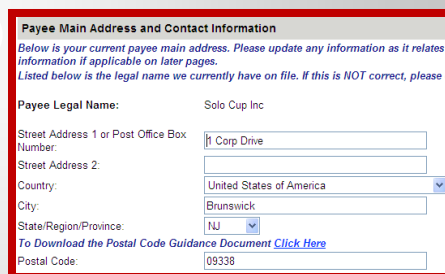 Payee Main Address and Contact Information
Below is your current payee main address. Please update any information as it relates
information if applicable on later pages.
Listed below is the legal name we currently have on file. If this is NOT correct, please
Payee Legal Name: Solo Cup Inc
Street Address 1 or Post Office Box
Number: 1 Corp Drive
Street Address 2:
Country: United States of America
City: Brunswick
State/Region/Province: NJ
To Download the Postal Code Guidance Document Click Here
Postal Code: 09338